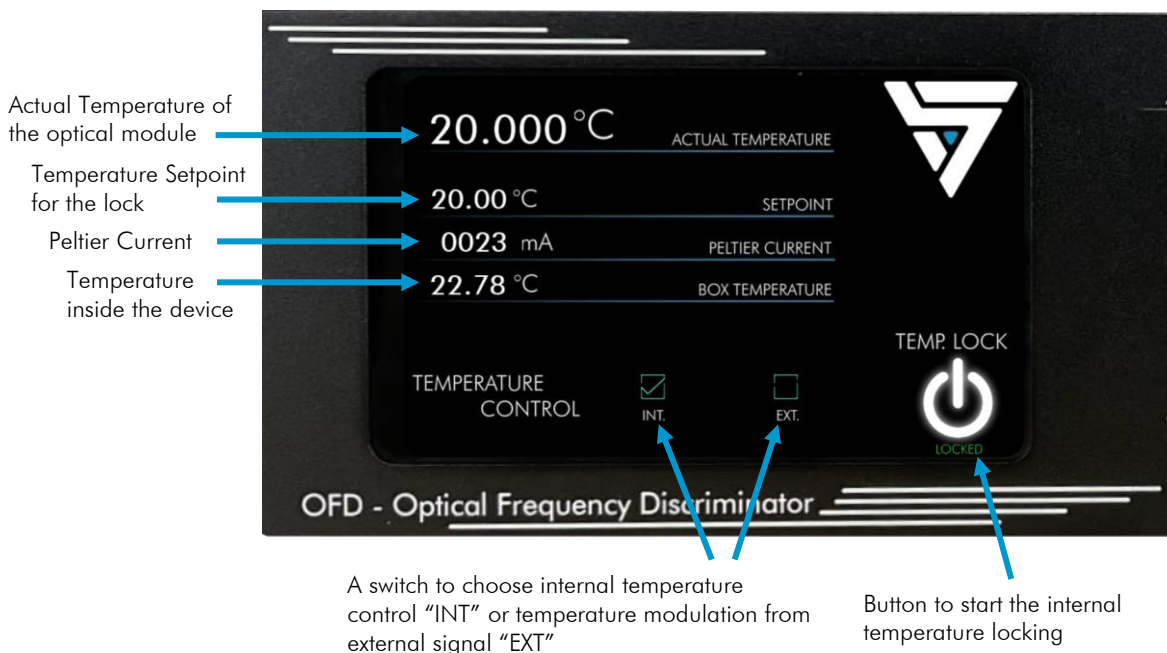 Actual Temperature of
the optical module
20.000 °C ACTUAL TEMPERATURE
Temperature Setpoint
for the lock
20.00 °C SETPOINT
Peltier Current
0023 mA PELTIER CURRENT
Temperature
inside the device
22.78 °C BOX TEMPERATURE
TEMP. LOCK
TEMPERATURE
CONTROL
INT.
EXT.
LOCKED
OFD - Optical Frequency Discriminator
A switch to choose internal temperature
control “INT” or temperature modulation from
external signal “EXT”
Button to start the internal
temperature locking